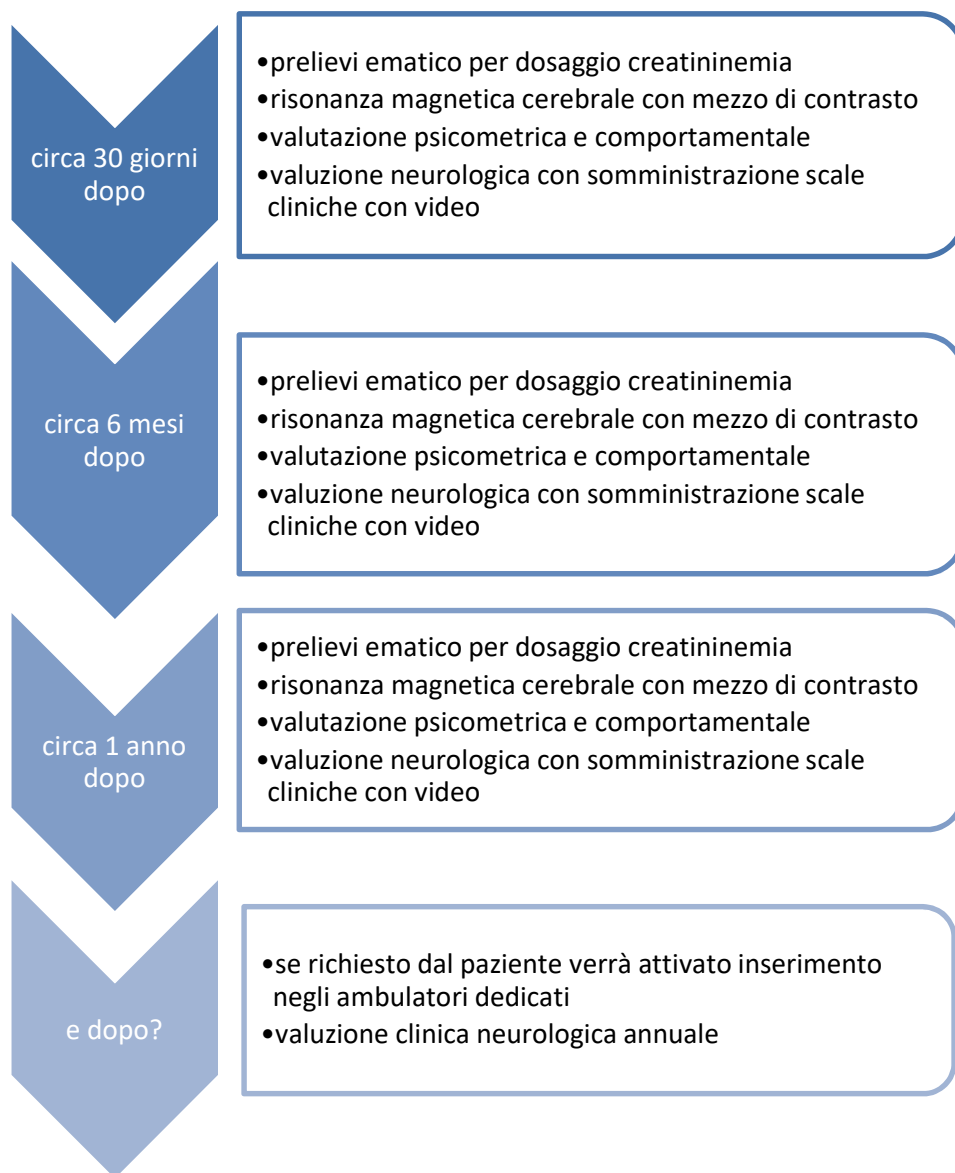 circa 30 giorni
dopo
•prelievi ematico per dosaggio creatininemia
•risonanza magnetica cerebrale con mezzo di contrasto
•valutazione psicometrica e comportamentale
•valuzione neurologica con somministrazione scale
cliniche con video
circa 6 mesi
dopo
•prelievi ematico per dosaggio creatininemia
•risonanza magnetica cerebrale con mezzo di contrasto
•valutazione psicometrica e comportamentale
•valuzione neurologica con somministrazione scale
cliniche con video
circa 1 anno
dopo
•prelievi ematico per dosaggio creatininemia
•risonanza magnetica cerebrale con mezzo di contrasto
•valutazione psicometrica e comportamentale
•valuzione neurologica con somministrazione scale
cliniche con video
e dopo?
•se richiesto dal paziente verrà attivato inserimento
negli ambulatori dedicati
•valuzione clinica neurologica annuale